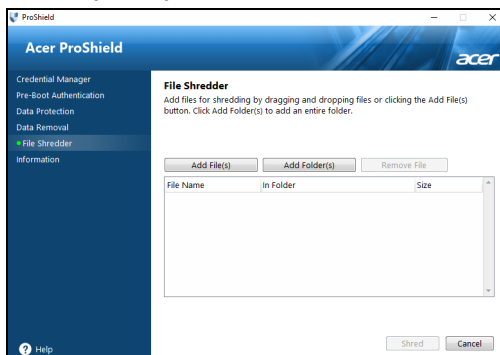 ProShield
Acer ProShield
acer
Credential Manager
Pre-Boot Authentication
Data Protection
Data Removal
File Shredder
Information
Help
File Shredder
Add files for shredding by dragging and dropping files or clicking the Add File(s)
button. Click Add Folder(s) to add an entire folder.
Add File(s) Add Folder(s) Remove File
File Name In Folder Size
Shred Cancel